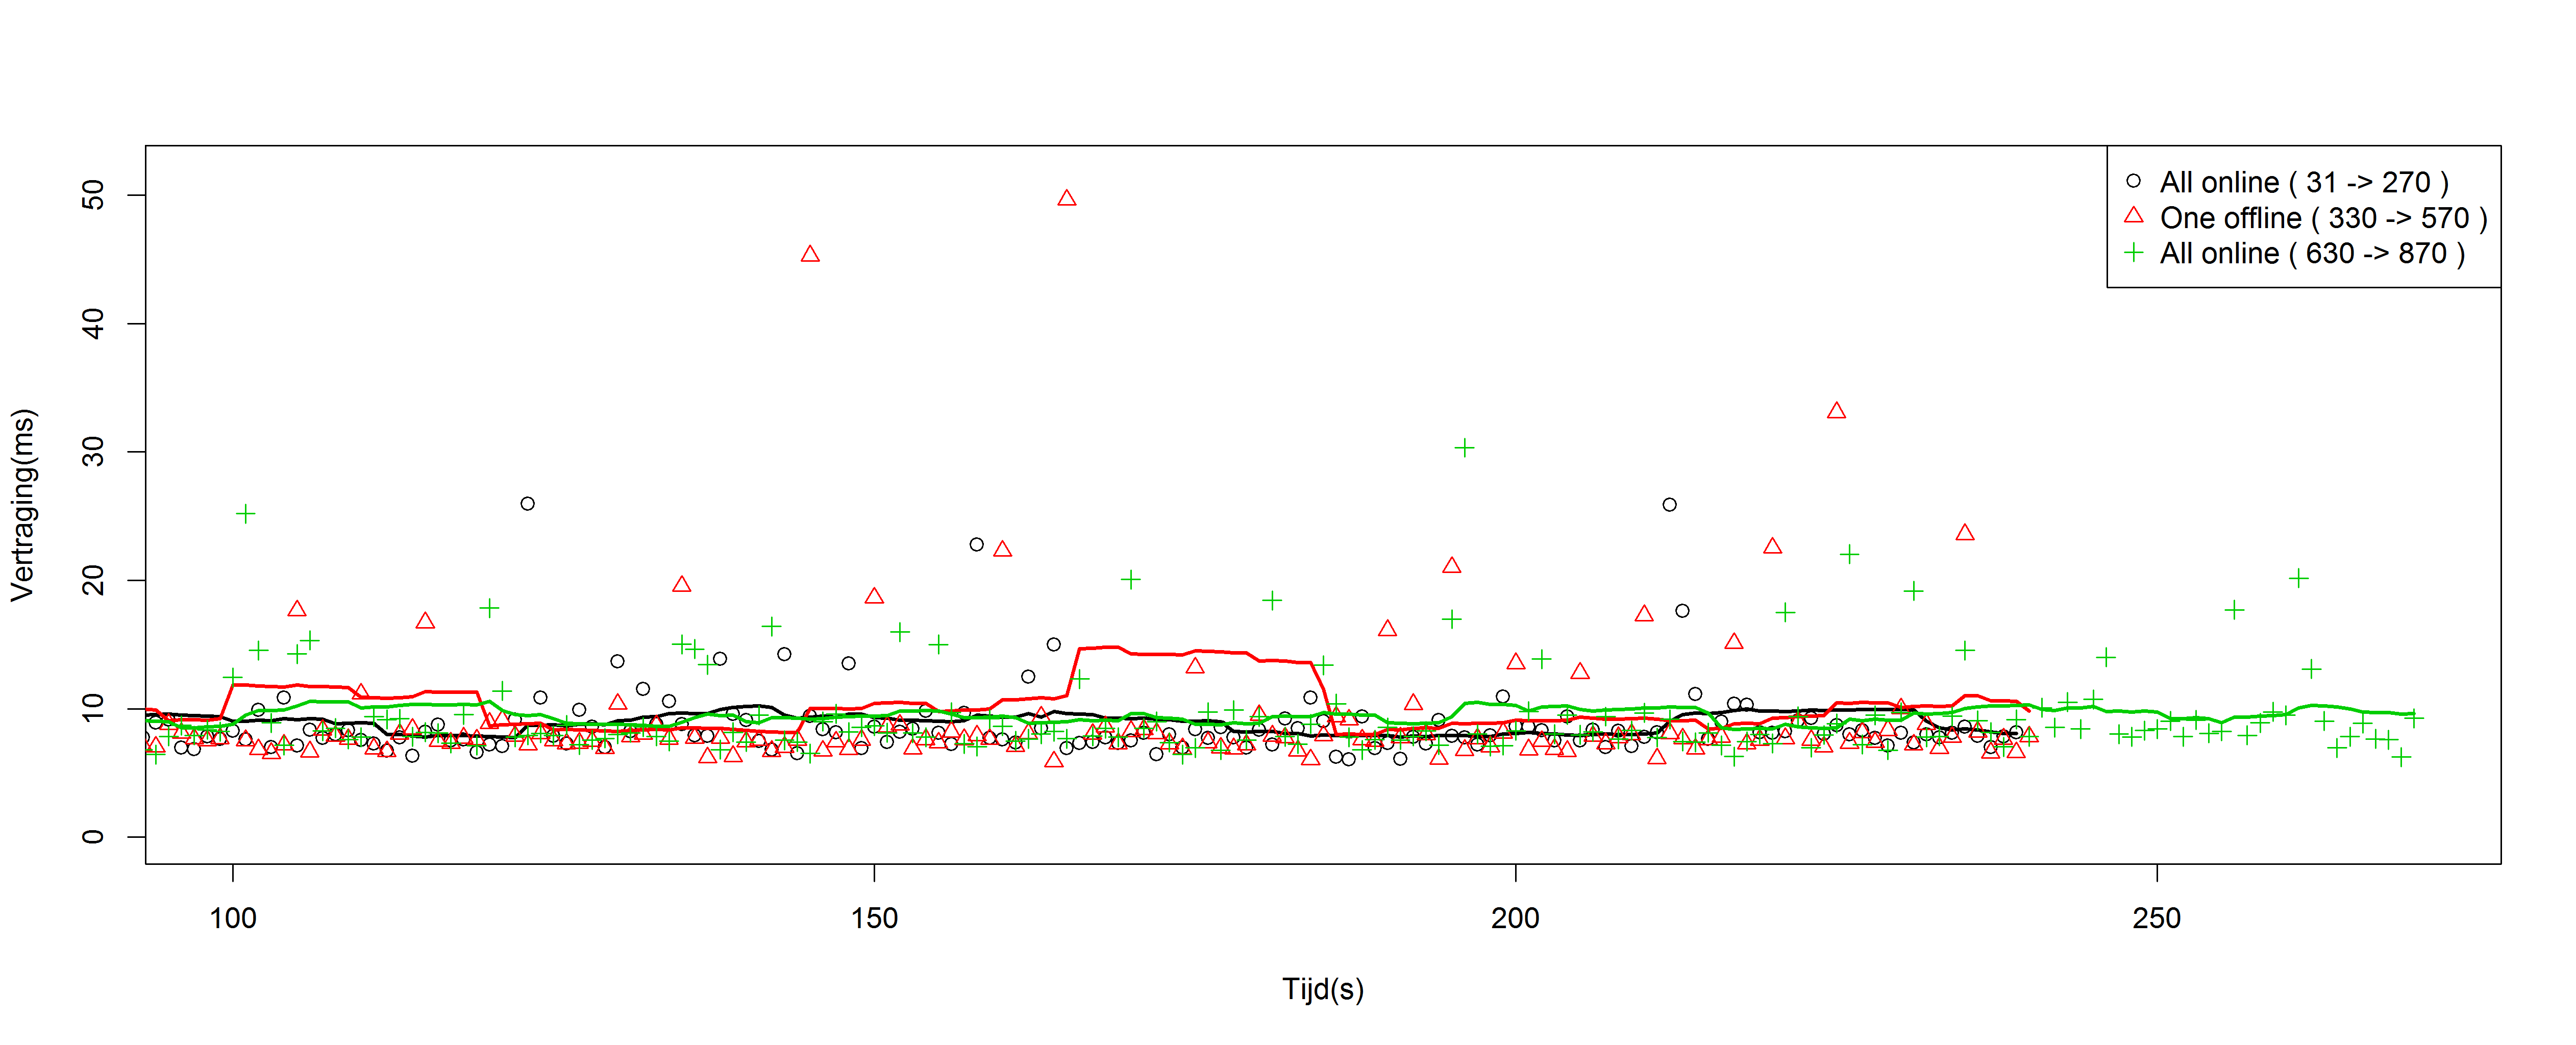 All online ( 31 -> 270 )
One offline ( 330 -> 570 )
All online ( 630 -> 870 )
Vertraging(ms)
50
40
30
20
10
0
100
150
200
250
Tijd(s)